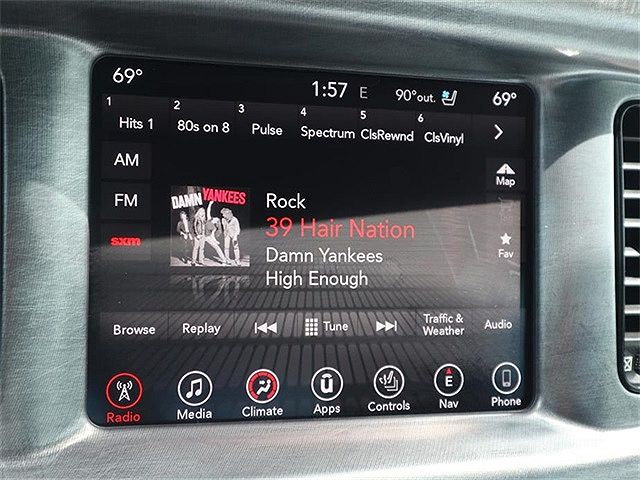 69°
1:57 E
90°out.
69°
1 Hits 1
2 80s on 8
3 Pulse
4 Spectrum
5 ClsRewnd
6 ClsVinyl
AM
FM
sxm
Map
Fav
DAMN YANKEES
Rock
39 Hair Nation
Damn Yankees
High Enough
Browse
Replay
Tune
Traffic &
Weather
Audio
Radio
Media
Climate
Apps
Controls
E
Nav
Phone